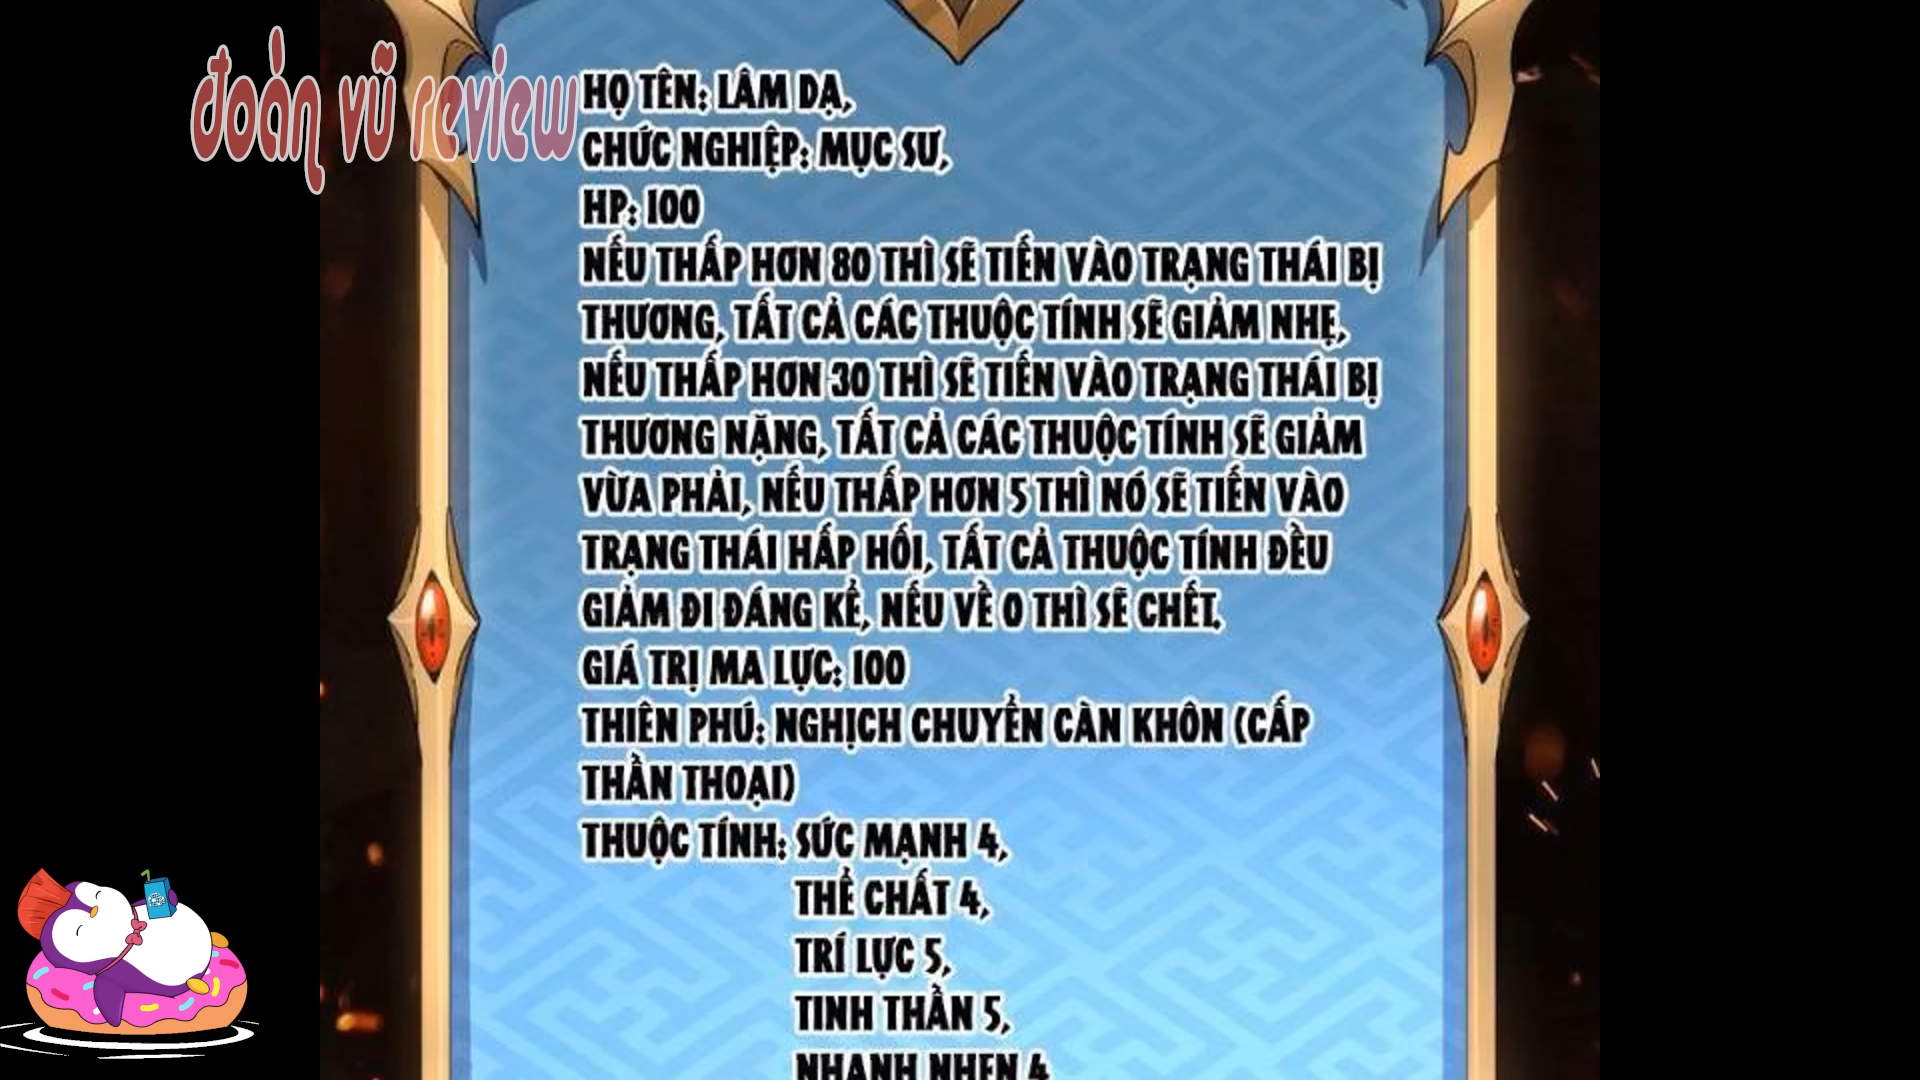 đoản vũ review
HỌ TÊN: LÂM DẠ,
CHỨC NGHIỆP: MỤC SƯ,
HP: 100
NẾU THẤP HƠN 80 THÌ SẼ TIẾN VÀO TRẠNG THÁI BỊ
THƯƠNG, TẤT CẢ CÁC THUỘC TÍNH SẼ GIẢM NHẸ,
NẾU THẤP HƠN 30 THÌ SẼ TIẾN VÀO TRẠNG THÁI BỊ
THƯƠNG NẶNG, TẤT CẢ CÁC THUỘC TÍNH SẼ GIẢM
VỪA PHẢI, NẾU THẤP HƠN 5 THÌ NÓ SẼ TIẾN VÀO
TRẠNG THÁI HẤP HỐI, TẤT CẢ THUỘC TÍNH ĐỀU
GIẢM ĐI ĐÁNG KỂ, NẾU VỀ 0 THÌ SẼ CHẾT.
GIÁ TRỊ MA LỰC: 100
THIÊN PHÚ: NGHỊCH CHUYỂN CÀN KHÔN (CẤP
THẦN THOẠI)
THUỘC TÍNH: SỨC MẠNH 4,
THỂ CHẤT 4,
TRÍ LỰC 5,
TINH THẦN 5,
NHANH NHẸN 4